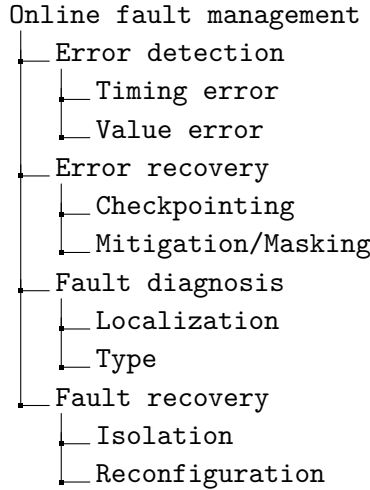 Online fault management
Error detection
Timing error
Value error
Error recovery
Checkpointing
Mitigation/Masking
Fault diagnosis
Localization
Type
Fault recovery
Isolation
Reconfiguration